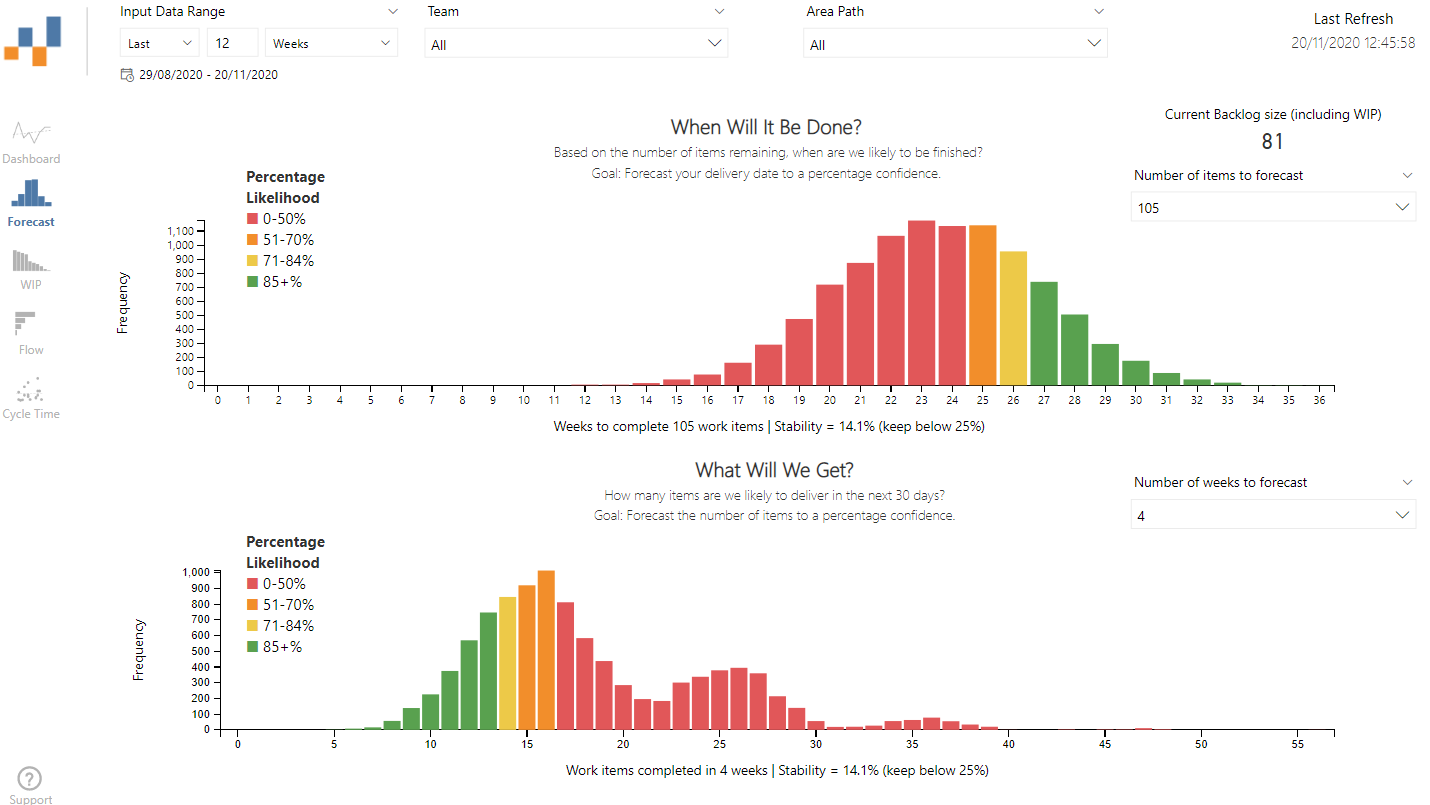 Input Data Range
Team
Area Path
Last Refresh
Last
12
Weeks
All
All
20/11/2020 12:45:58
29/08/2020 - 20/11/2020
Dashboard
Forecast
WIP
Flow
Cycle Time
Support
When Will It Be Done?
Based on the number of items remaining, when are we likely to be finished?
Goal: Forecast your delivery date to a percentage confidence.
Current Backlog size (including WIP)
81
Number of items to forecast
105
Percentage
Likelihood
0-50%
51-70%
71-84%
85+%
Frequency
1,100
1,000
900
800
700
600
500
400
300
200
100
0
0 1 2 3 4 5 6 7 8 9 10 11 12 13 14 15 16 17 18 19 20 21 22 23 24 25 26 27 28 29 30 31 32 33 34 35 36
Weeks to complete 105 work items | Stability = 14.1% (keep below 25%)
What Will We Get?
How many items are we likely to deliver in the next 30 days?
Goal: Forecast the number of items to a percentage confidence.
Number of weeks to forecast
4
Percentage
Likelihood
0-50%
51-70%
71-84%
85+%
Frequency
1,000
900
800
700
600
500
400
300
200
100
0
0 5 10 15 20 25 30 35 40 45 50 55
Work items completed in 4 weeks | Stability = 14.1% (keep below 25%)